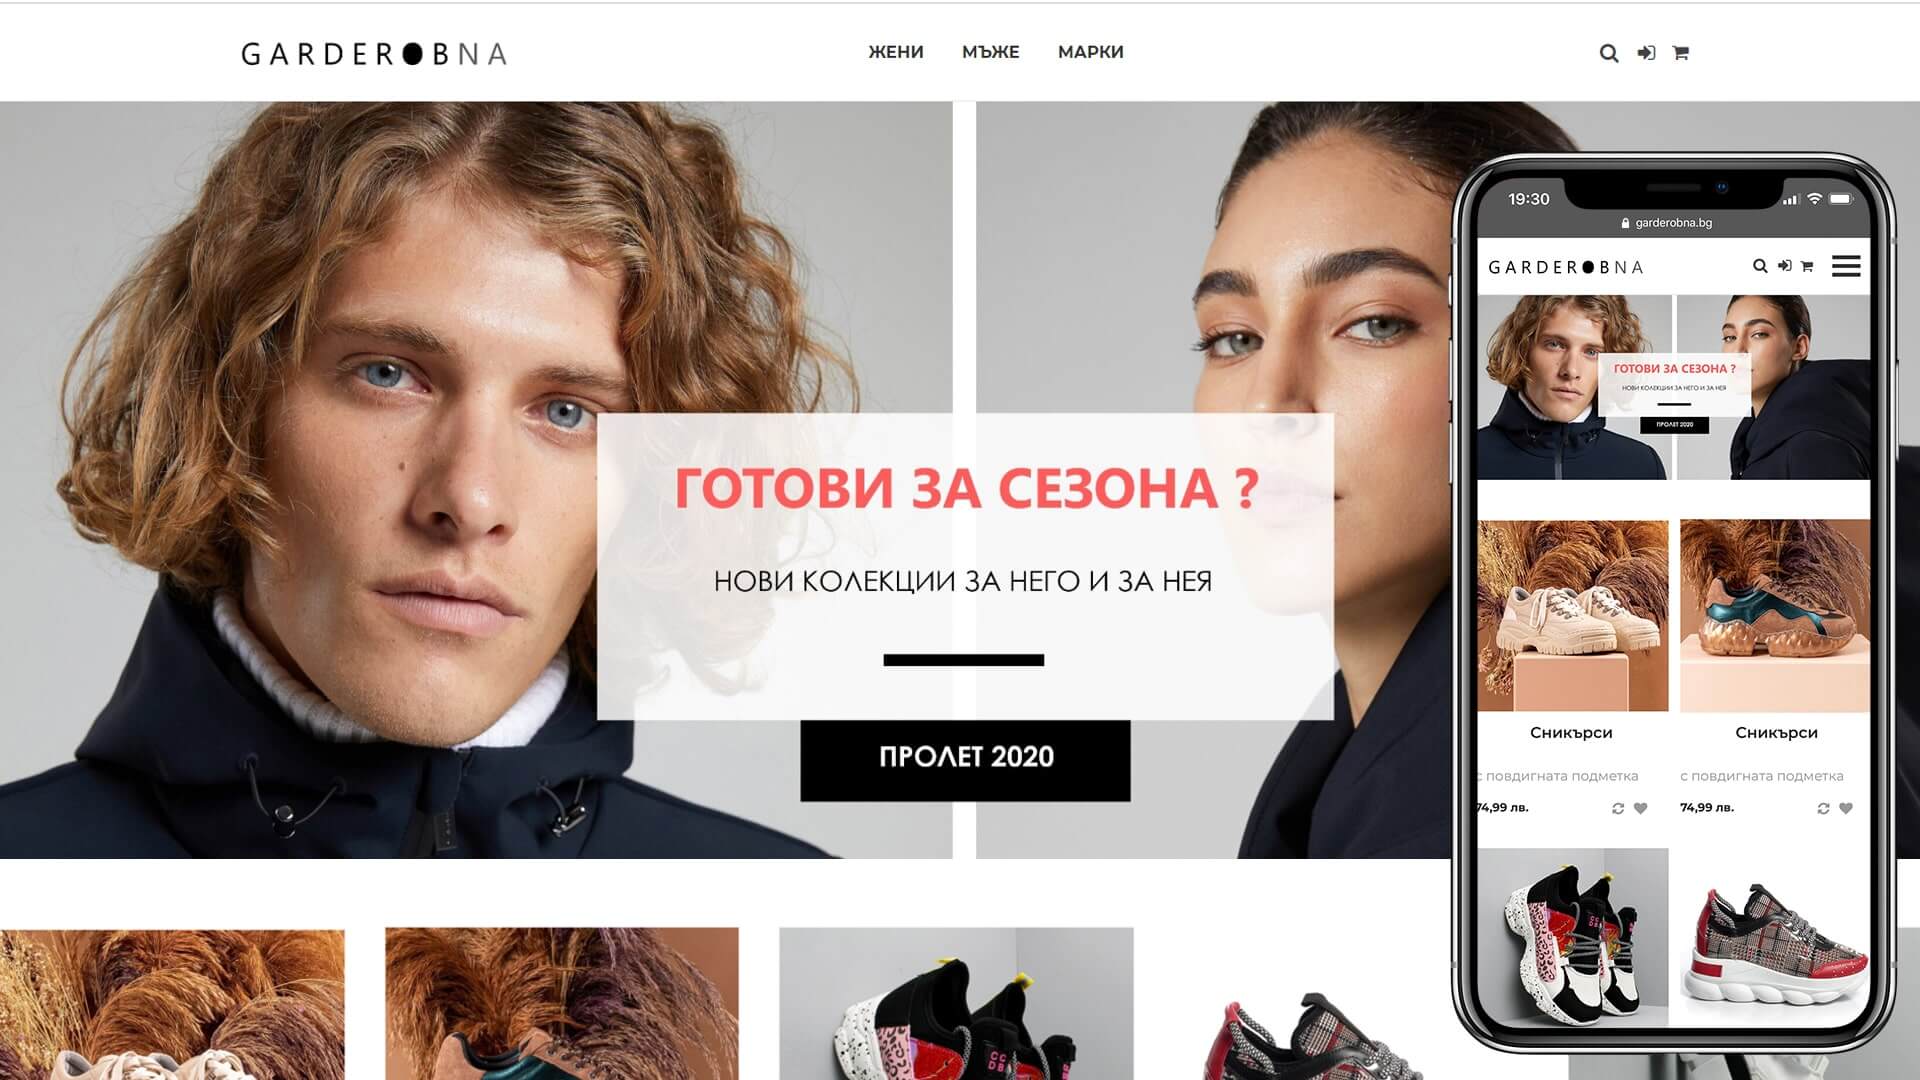 GARDEROBNA
ЖЕНИ МЪЖЕ МАРКИ
ГОТОВИ ЗА СЕЗОНА ?
НОВИ КОЛЕКЦИИ ЗА НЕГО И ЗА НЕЯ
ПРОЛЕТ 2020
19:30
garderobna.bg
GARDEROBNA
ГОТОВИ ЗА СЕЗОНА ?
НОВИ КОЛЕКЦИИ ЗА НЕГО И ЗА НЕЯ
ПРОЛЕТ 2020
Сникърси Сникърси
с повдигната подметка с повдигната подметка
74,99 лв. 74,99 лв.